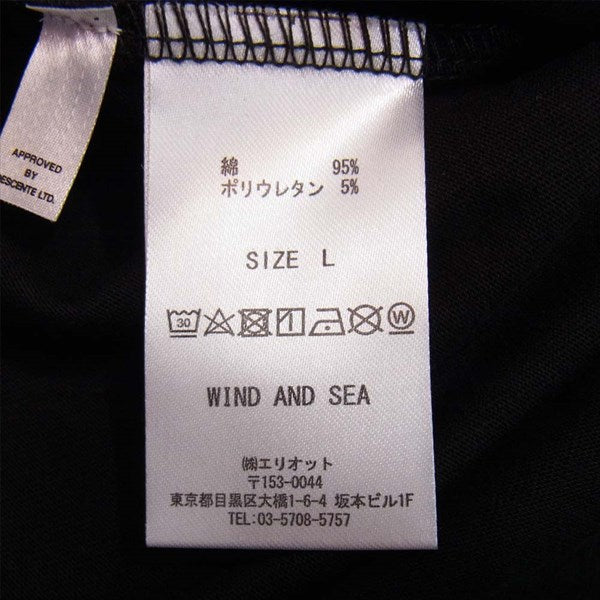 APPROVED
BY
DESCENTE LTD.
綿 95%
ポリウレタン 5%
SIZE L
30
W
WIND AND SEA
㈱エリオット
〒153-0044
東京都目黒区大橋1-6-4 坂本ビル1F
TEL:03-5708-5757